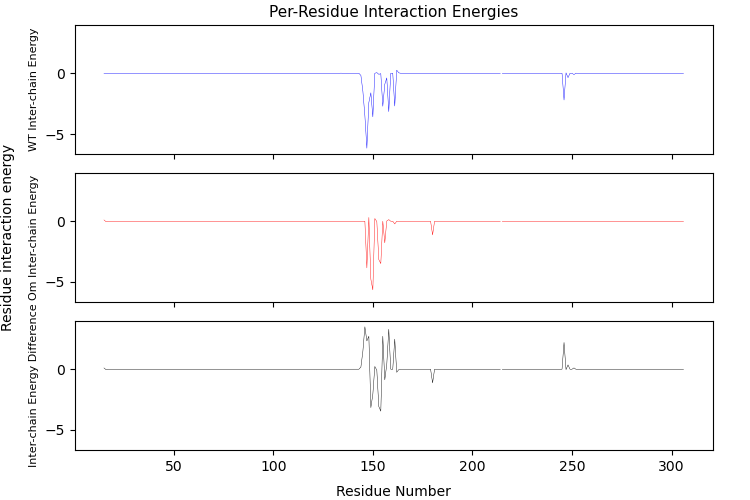 Per-Residue Interaction Energies
Residue interaction energy
WT Inter-chain Energy
0
−5
Om Inter-chain Energy
0
−5
Inter-chain Energy Difference
0
−5
50
100
150
200
250
300
Residue Number